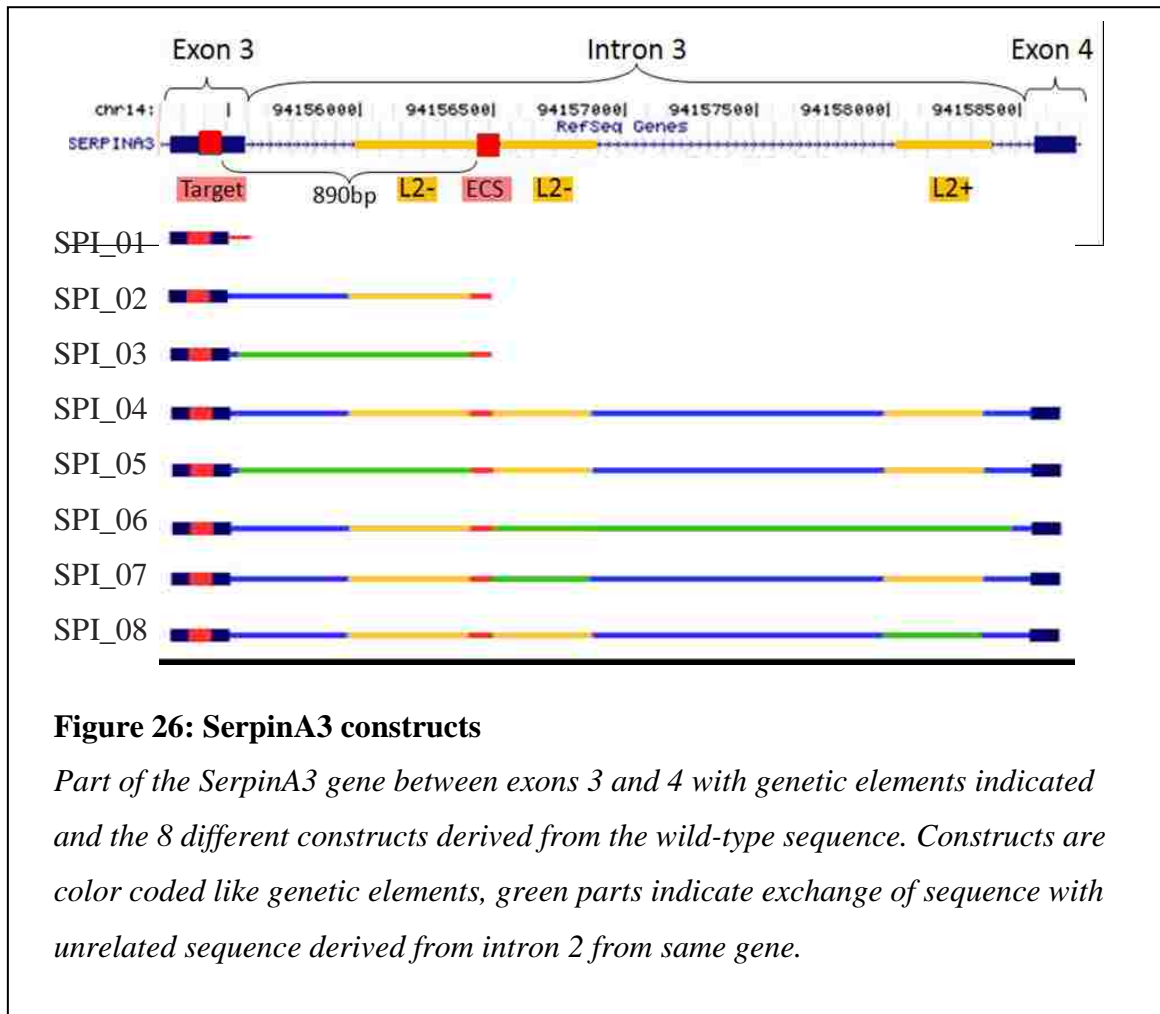 Exon 3 Intron 3 Exon 4
chr14: | 94156000| 94156500| 94157000| 94157500| 94158000| 94158500|
RefSeq Genes
SERPINA3
Target 890bp L2- ECS L2- L2+
SPI_01
SPI_02
SPI_03
SPI_04
SPI_05
SPI_06
SPI_07
SPI_08
Figure 26: SerpinA3 constructs
Part of the SerpinA3 gene between exons 3 and 4 with genetic elements indicated
and the 8 different constructs derived from the wild-type sequence. Constructs are
color coded like genetic elements, green parts indicate exchange of sequence with
unrelated sequence derived from intron 2 from same gene.